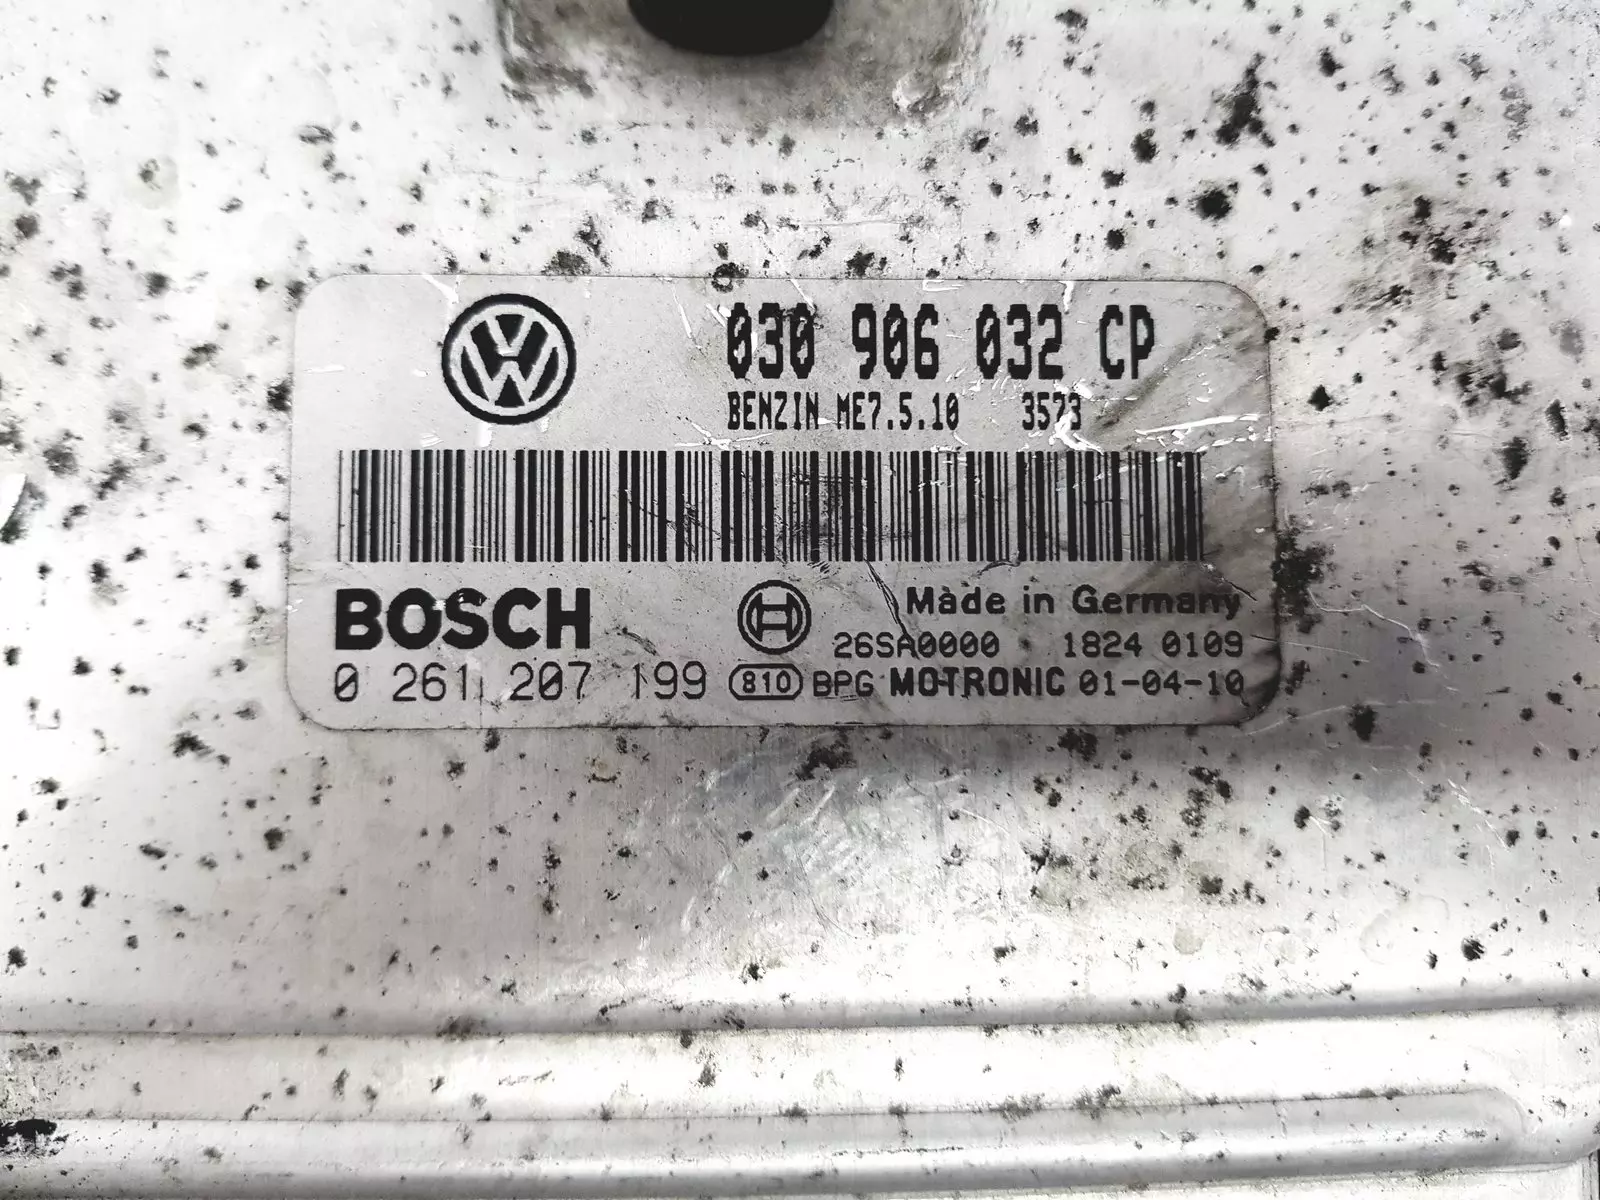 030 906 032 CP
BENZIN ME7.5.10 3573
BOSCH
Made in Germany
26SA0000 1824 0109
0 261 207 199 810 BPG MOTRONIC 01-04-10